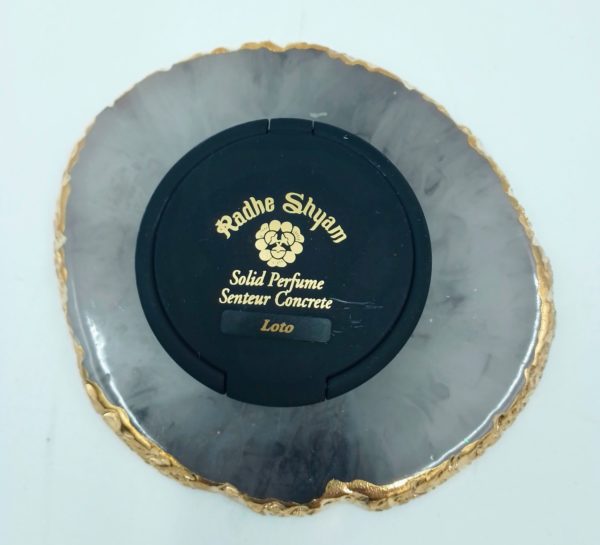 Radhe Shyam
Solid Perfume
Senteur Concrete
Loto